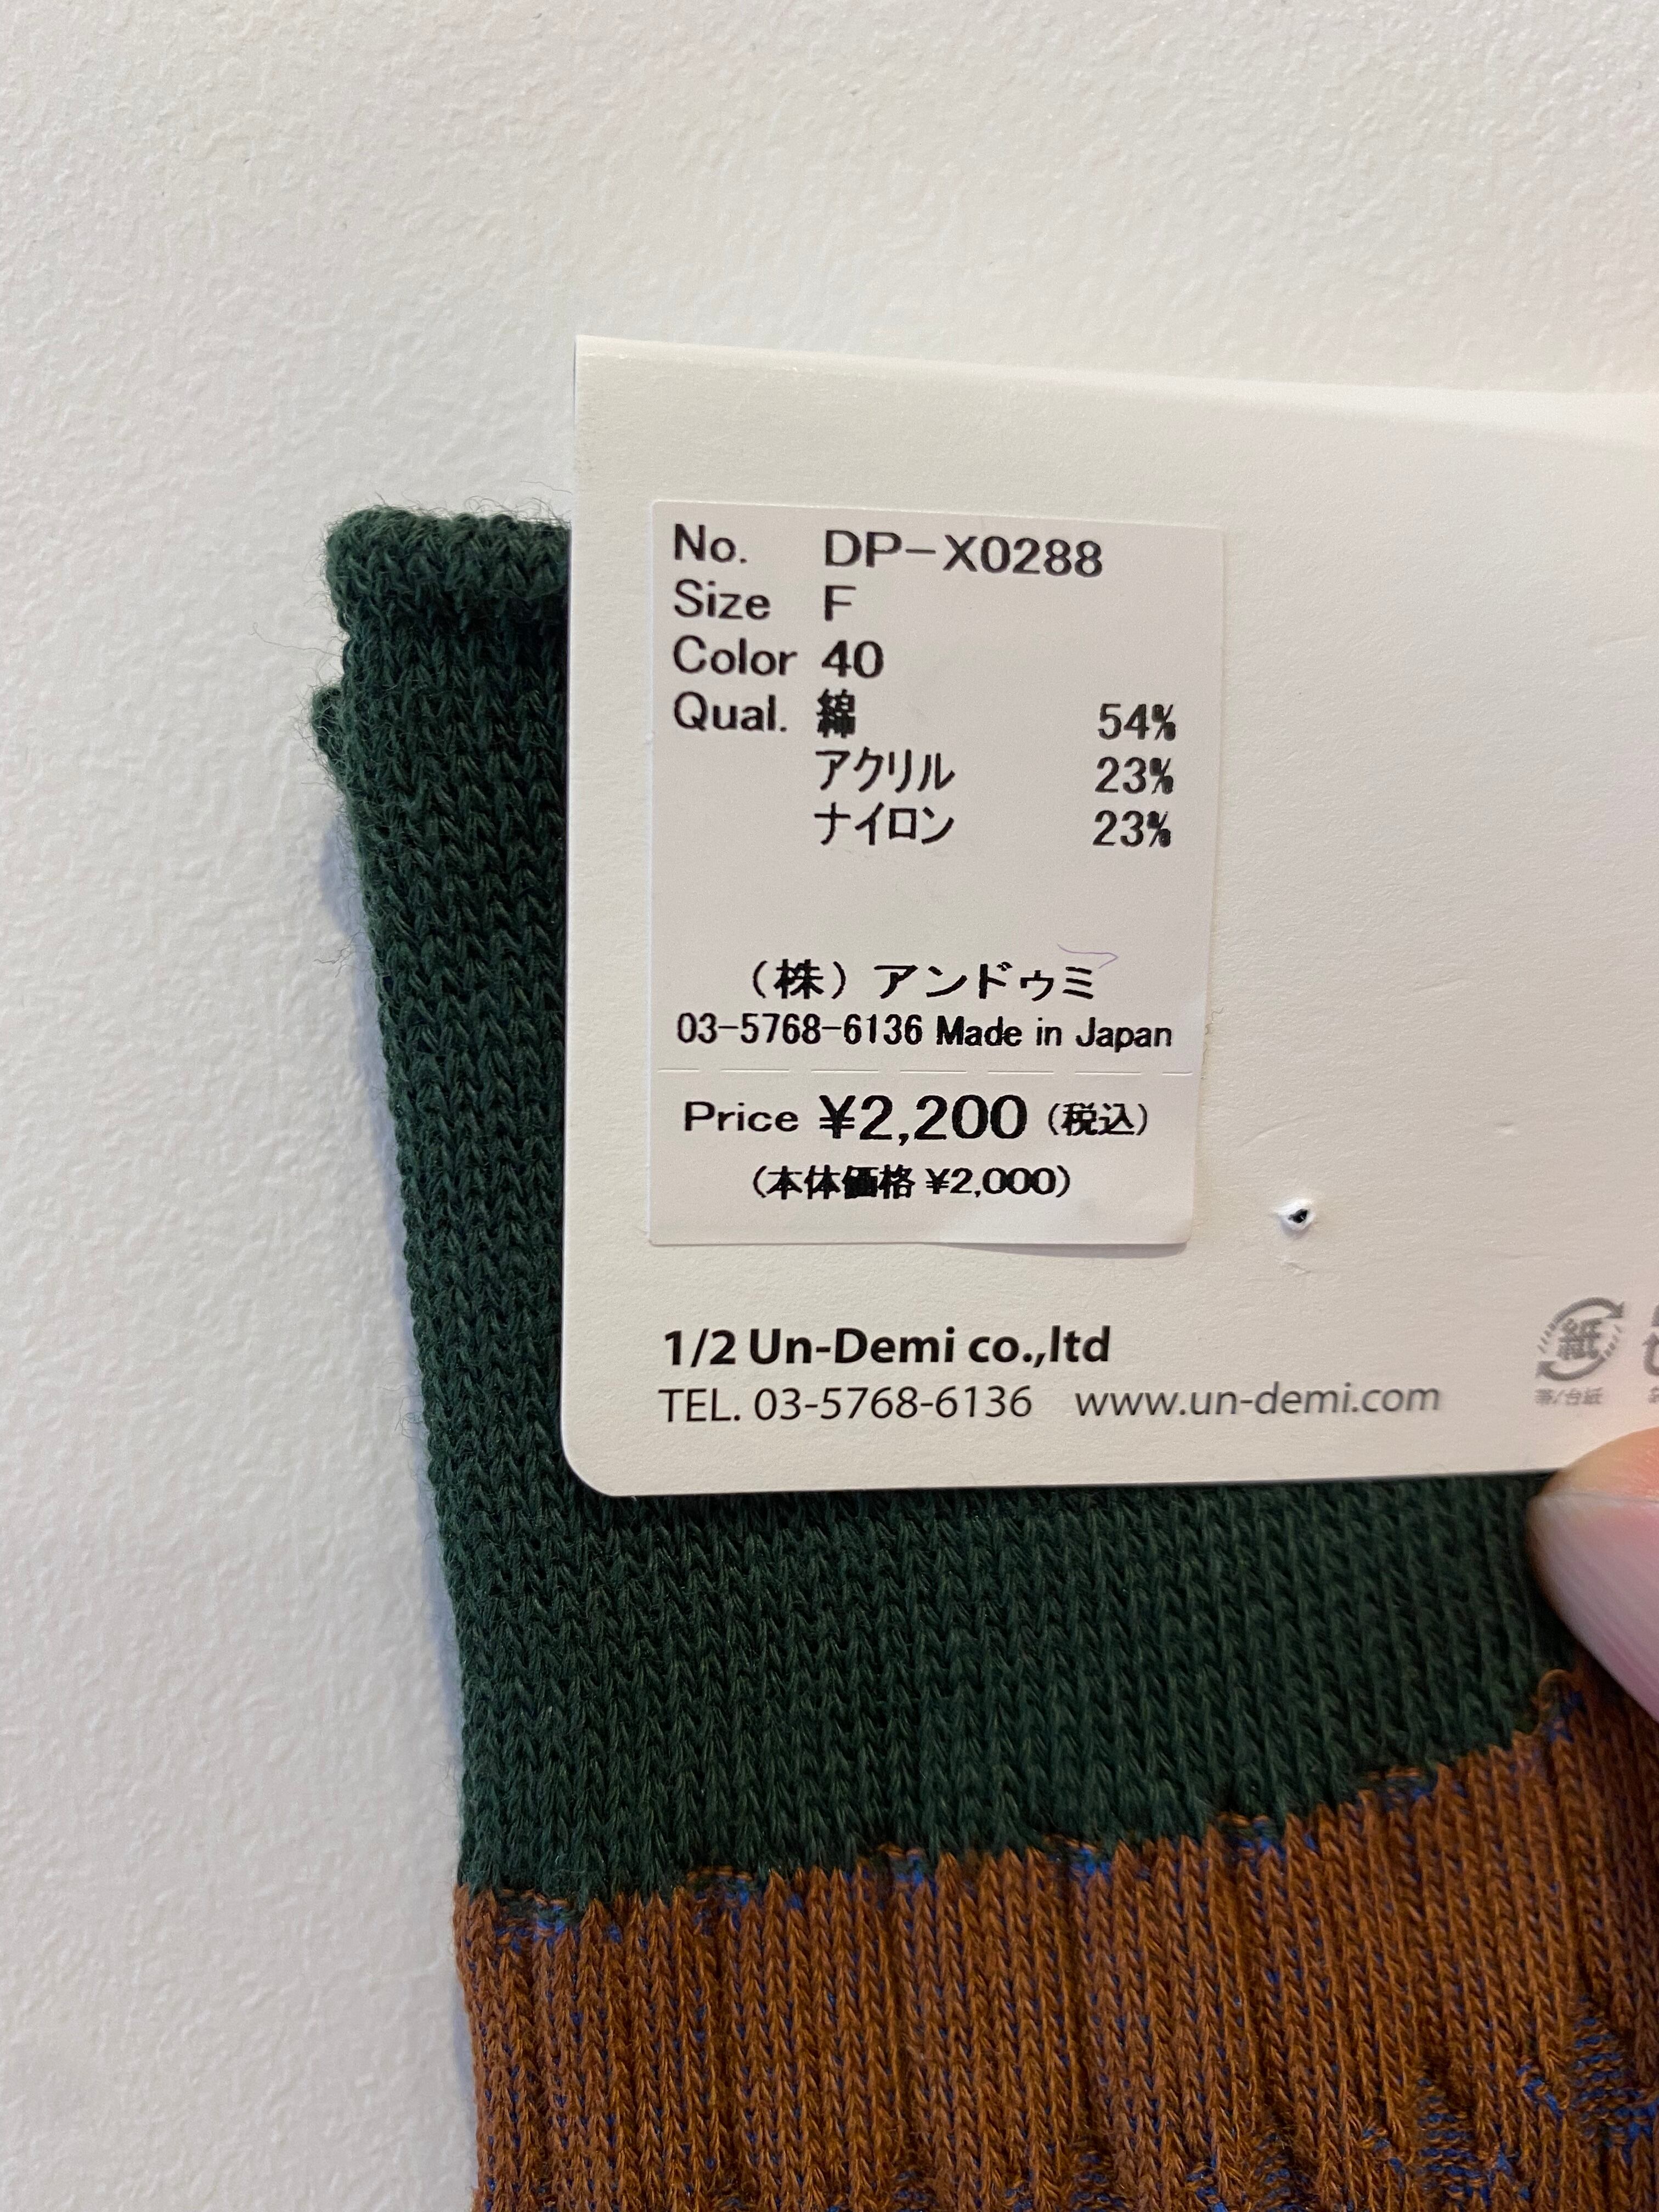 No. DP-X0288
Size F
Color 40
Qual. 綿 54%
アクリル 23%
ナイロン 23%
（株）アンドゥミ
03-5768-6136 Made in Japan
Price ¥2,200（税込）
（本体価格 ¥2,000）
1/2 Un-Demi co.,ltd
TEL. 03-5768-6136 www.un-demi.com
紙
帯/台紙